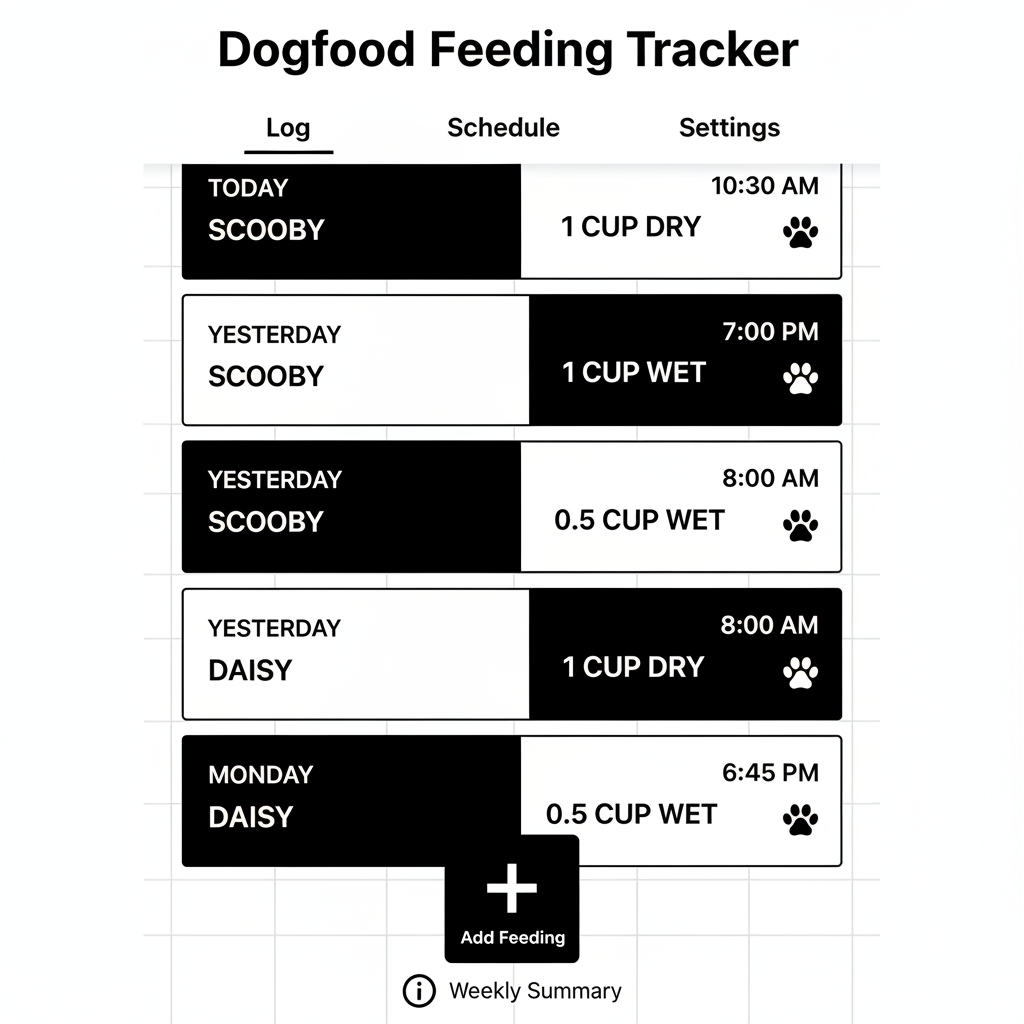 Dogfood Feeding Tracker
Log Schedule Settings
TODAY 10:30 AM
SCOOBY 1 CUP DRY
YESTERDAY 7:00 PM
SCOOBY 1 CUP WET
YESTERDAY 8:00 AM
SCOOBY 0.5 CUP WET
YESTERDAY 8:00 AM
DAISY 1 CUP DRY
MONDAY 6:45 PM
DAISY 0.5 CUP WET
Add Feeding
Weekly Summary